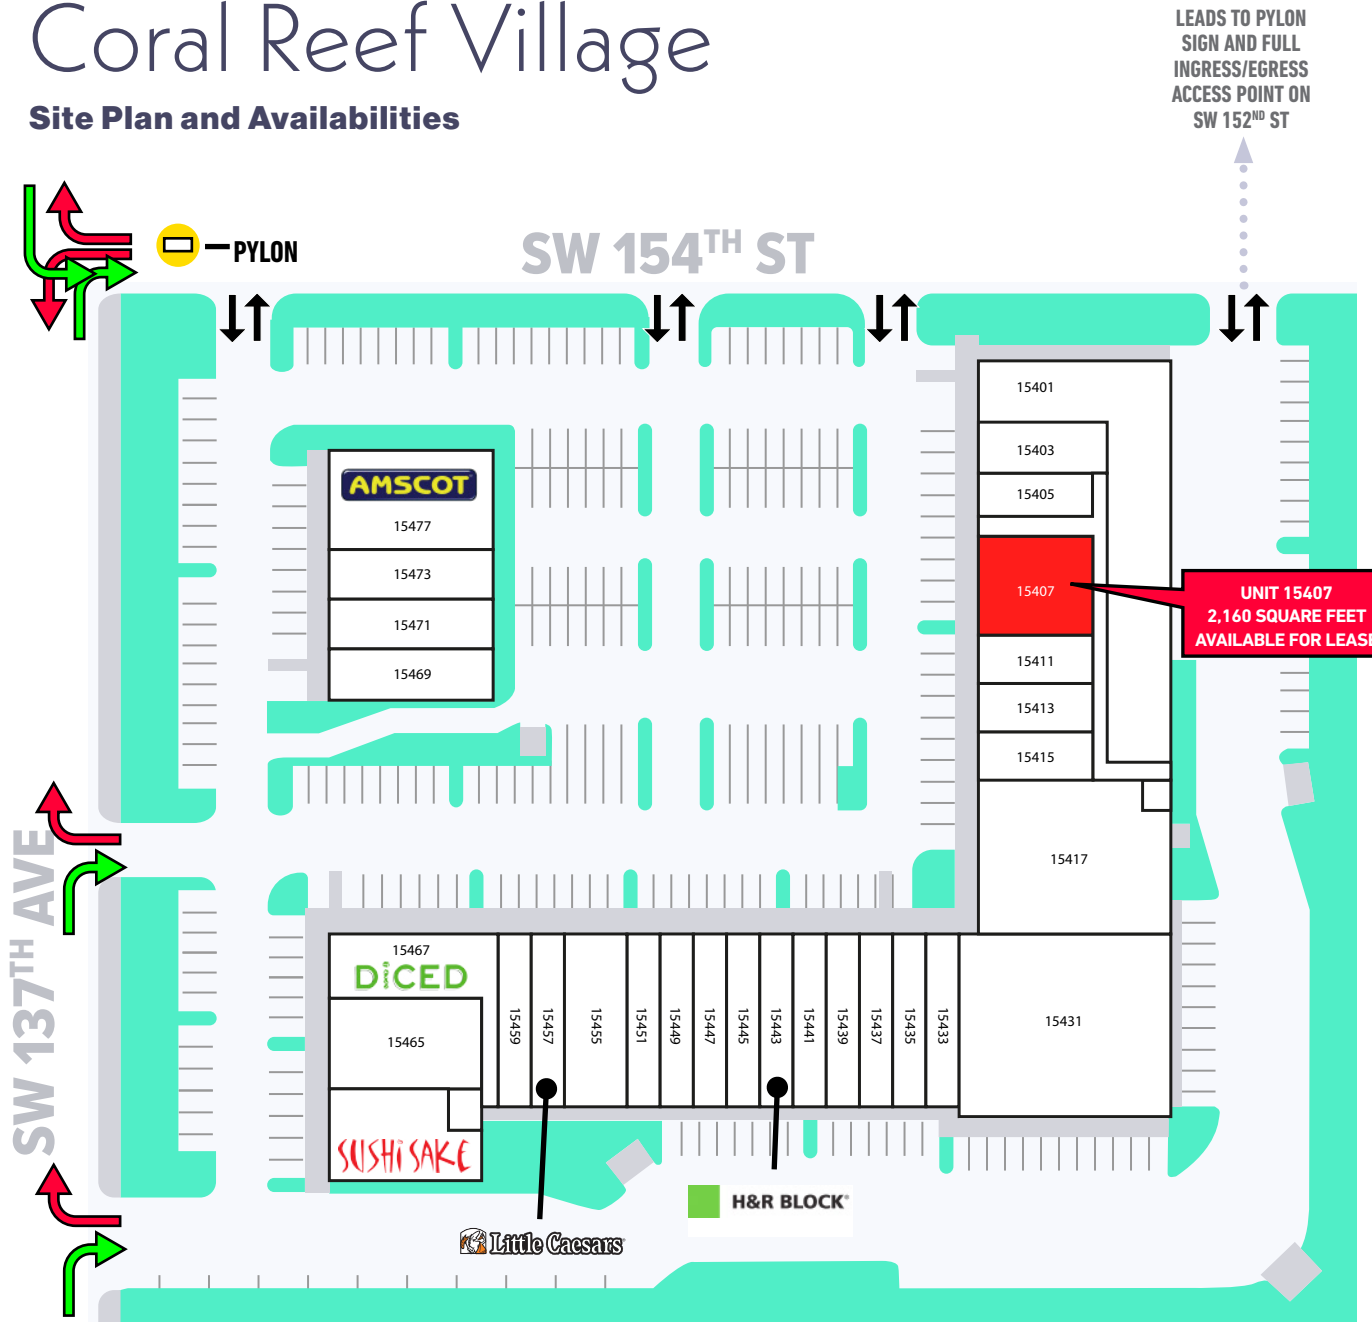 Coral Reef Village
Site Plan and Availabilities
LEADS TO PYLON
SIGN AND FULL
INGRESS/EGRESS
ACCESS POINT ON
SW 152ND ST
PYLON
SW 154TH ST
15401
15403
15405
15407
UNIT 15407
2,160 SQUARE FEET
AVAILABLE FOR LEASE
15411
15413
15415
15417
15431
AMSCOT
15477
15473
15471
15469
SW 137TH AVE
15467
DiCED
15465
SUSHi SAKE
15459
15457
15455
15451
15449
15447
15445
15443
15441
15439
15437
15435
15433
Little Caesars
H&R BLOCK®